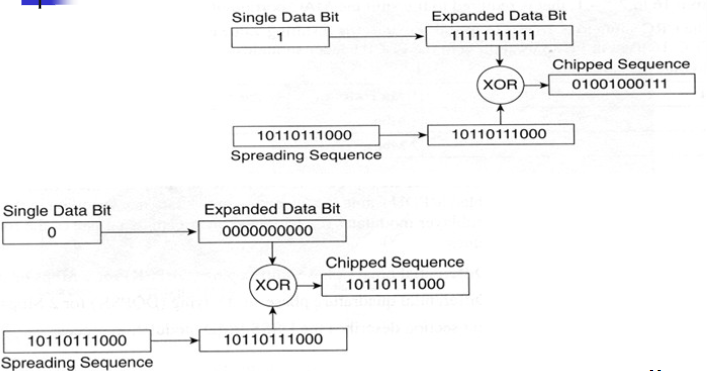 Single Data Bit
Expanded Data Bit
1
11111111111
Chipped Sequence
XOR
01001000111
10110111000
10110111000
Spreading Sequence
Single Data Bit
Expanded Data Bit
0
0000000000
Chipped Sequence
XOR
10110111000
10110111000
10110111000
Spreading Sequence